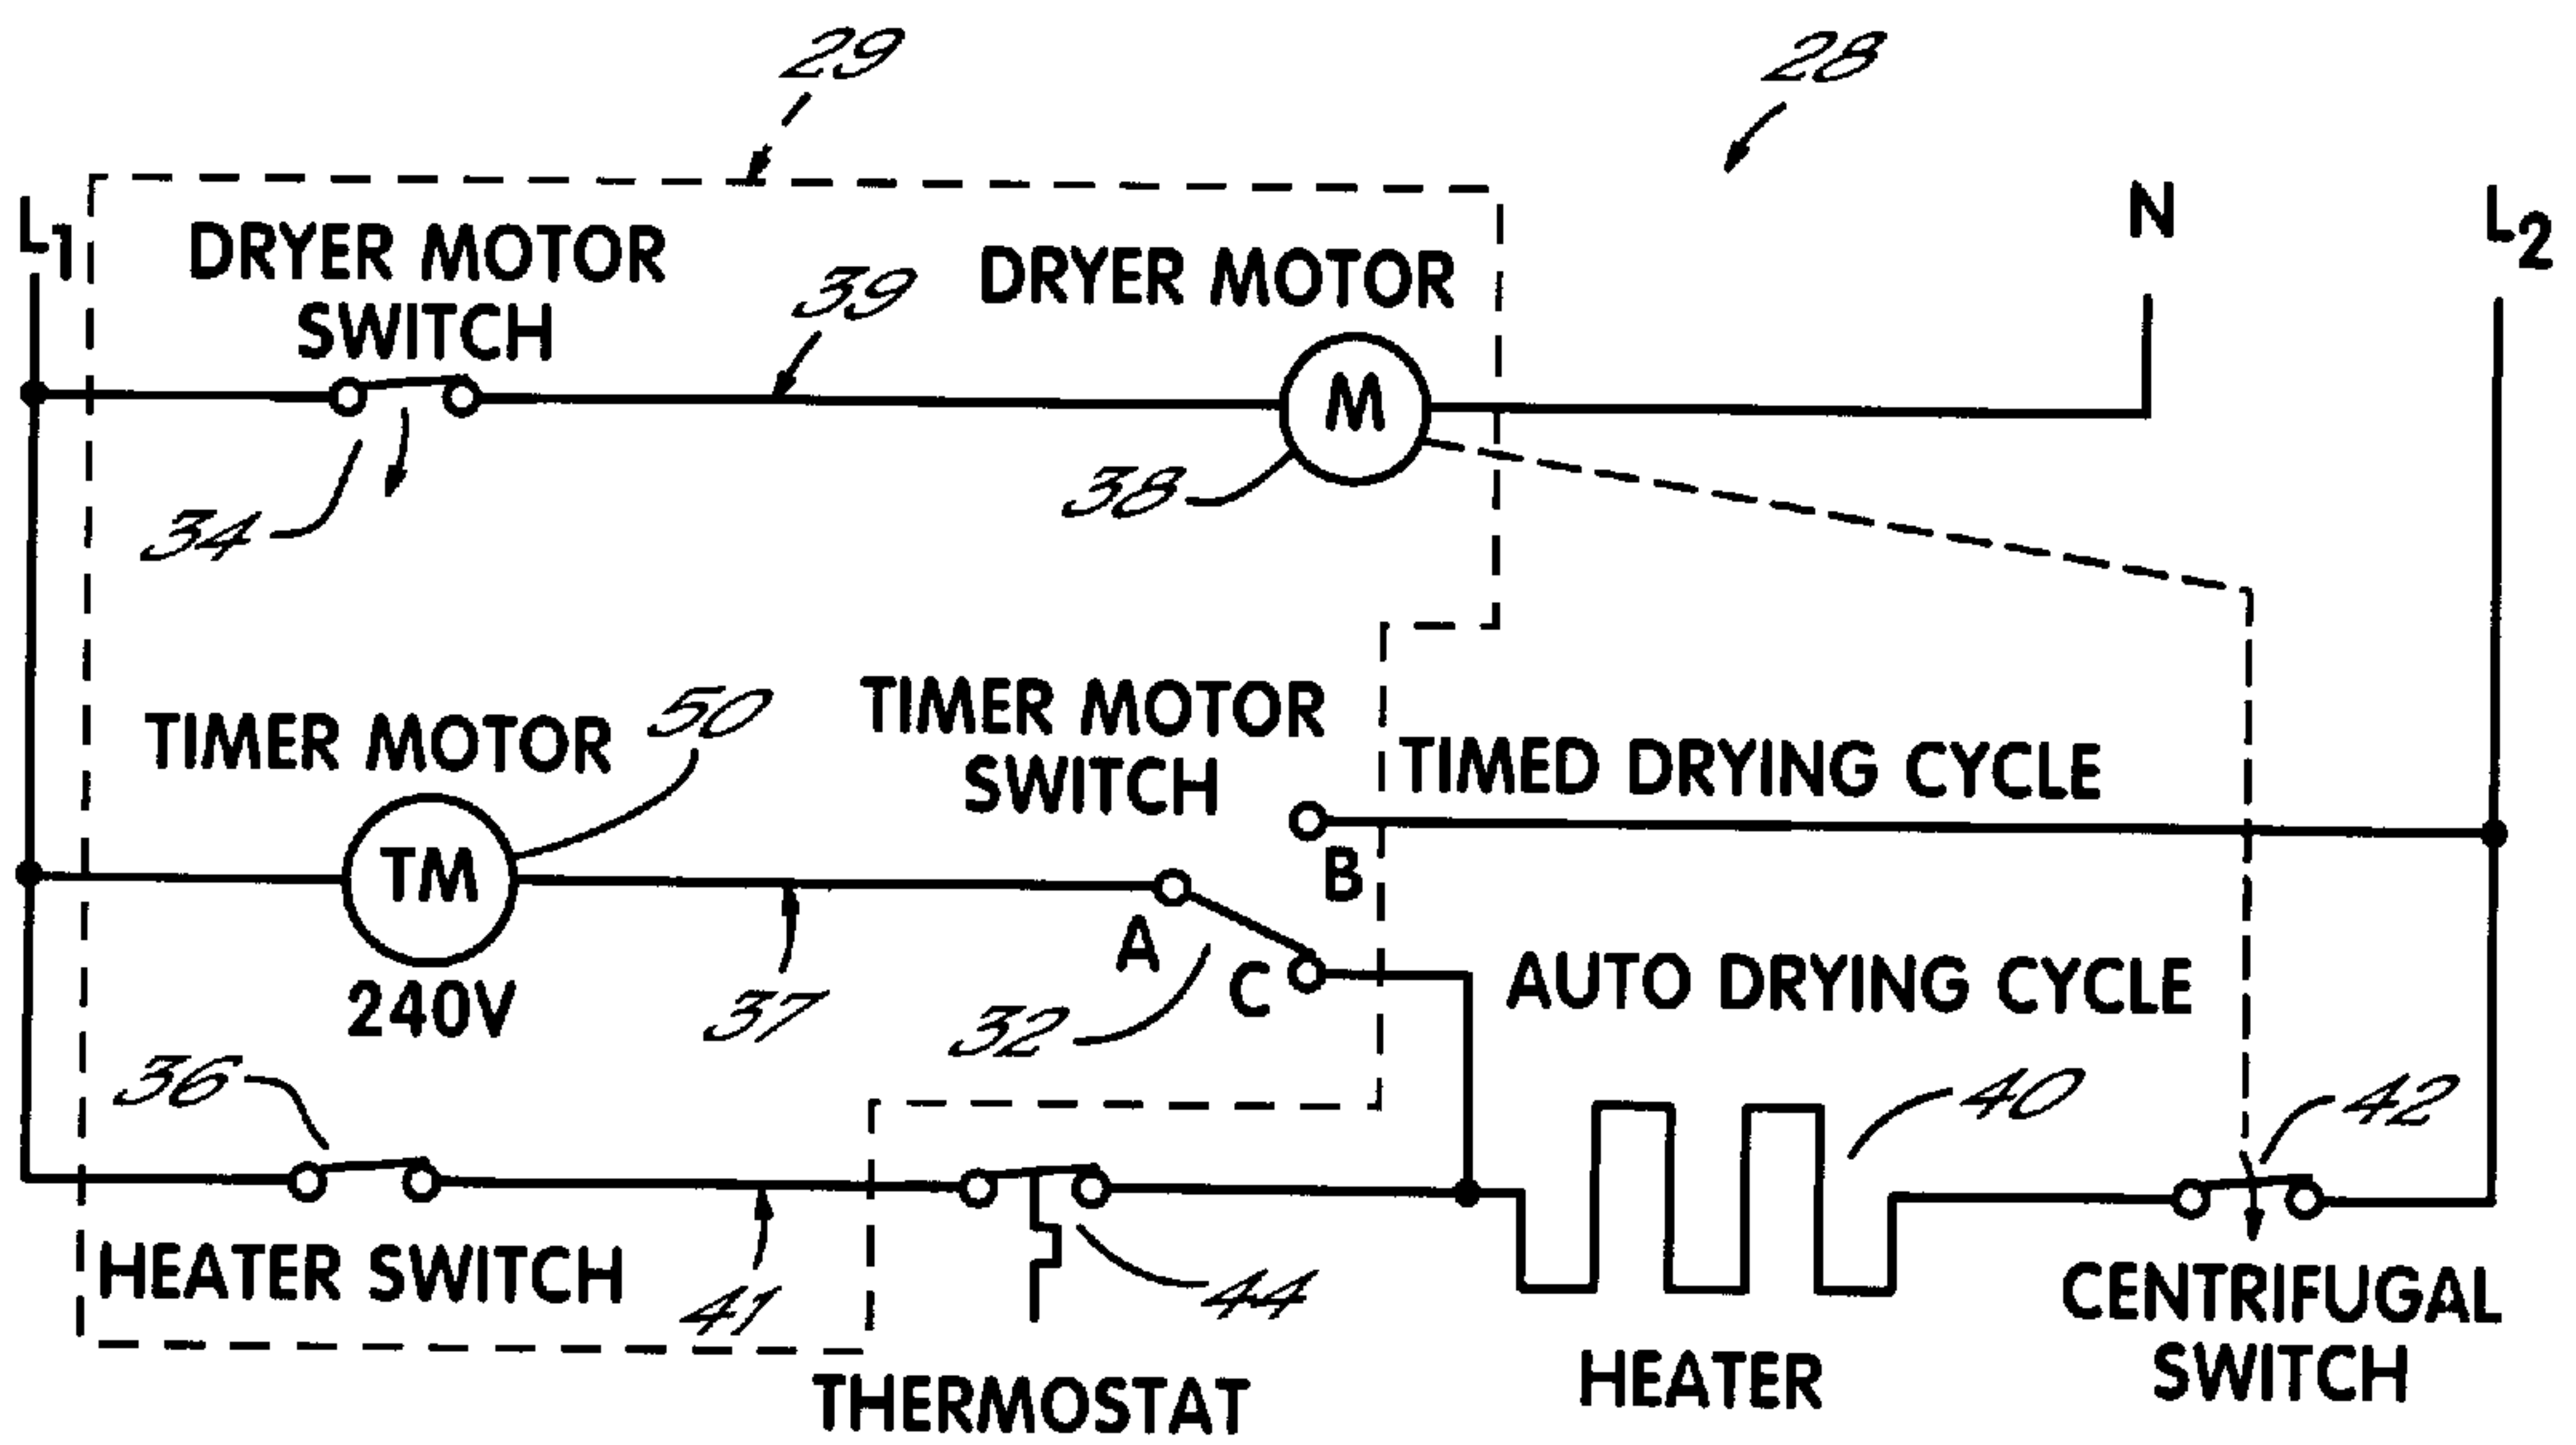 29
28
L1
N
L2
DRYER MOTOR
SWITCH
39
DRYER MOTOR
M
34
38
TIMER MOTOR
50
TIMER MOTOR
SWITCH
TIMED DRYING CYCLE
B
TM
A
C
AUTO DRYING CYCLE
240V
37
32
36
40
42
HEATER SWITCH
41
44
CENTRIFUGAL
SWITCH
THERMOSTAT
HEATER